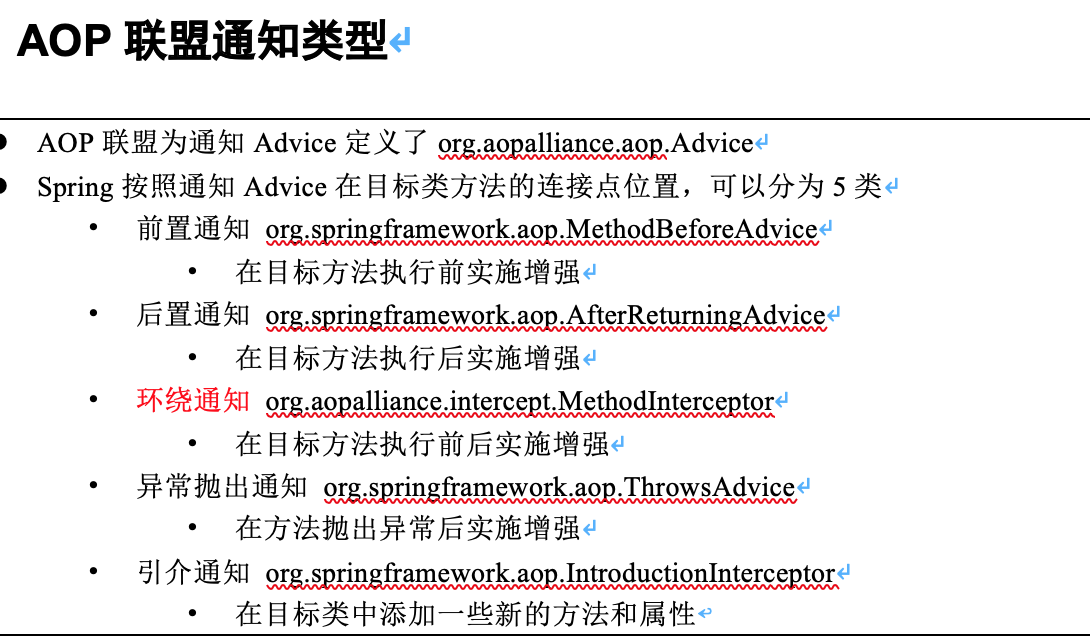 AOP 联盟通知类型
AOP 联盟为通知 Advice 定义了 org.aopalliance.aop.Advice
Spring 按照通知 Advice 在目标类方法的连接点位置，可以分为 5 类
前置通知 org.springframework.aop.MethodBeforeAdvice
在目标方法执行前实施增强
后置通知 org.springframework.aop.AfterReturningAdvice
在目标方法执行后实施增强
环绕通知 org.aopalliance.intercept.MethodInterceptor
在目标方法执行前后实施增强
异常抛出通知 org.springframework.aop.ThrowsAdvice
在方法抛出异常后实施增强
引介通知 org.springframework.aop.IntroductionInterceptor
在目标类中添加一些新的方法和属性